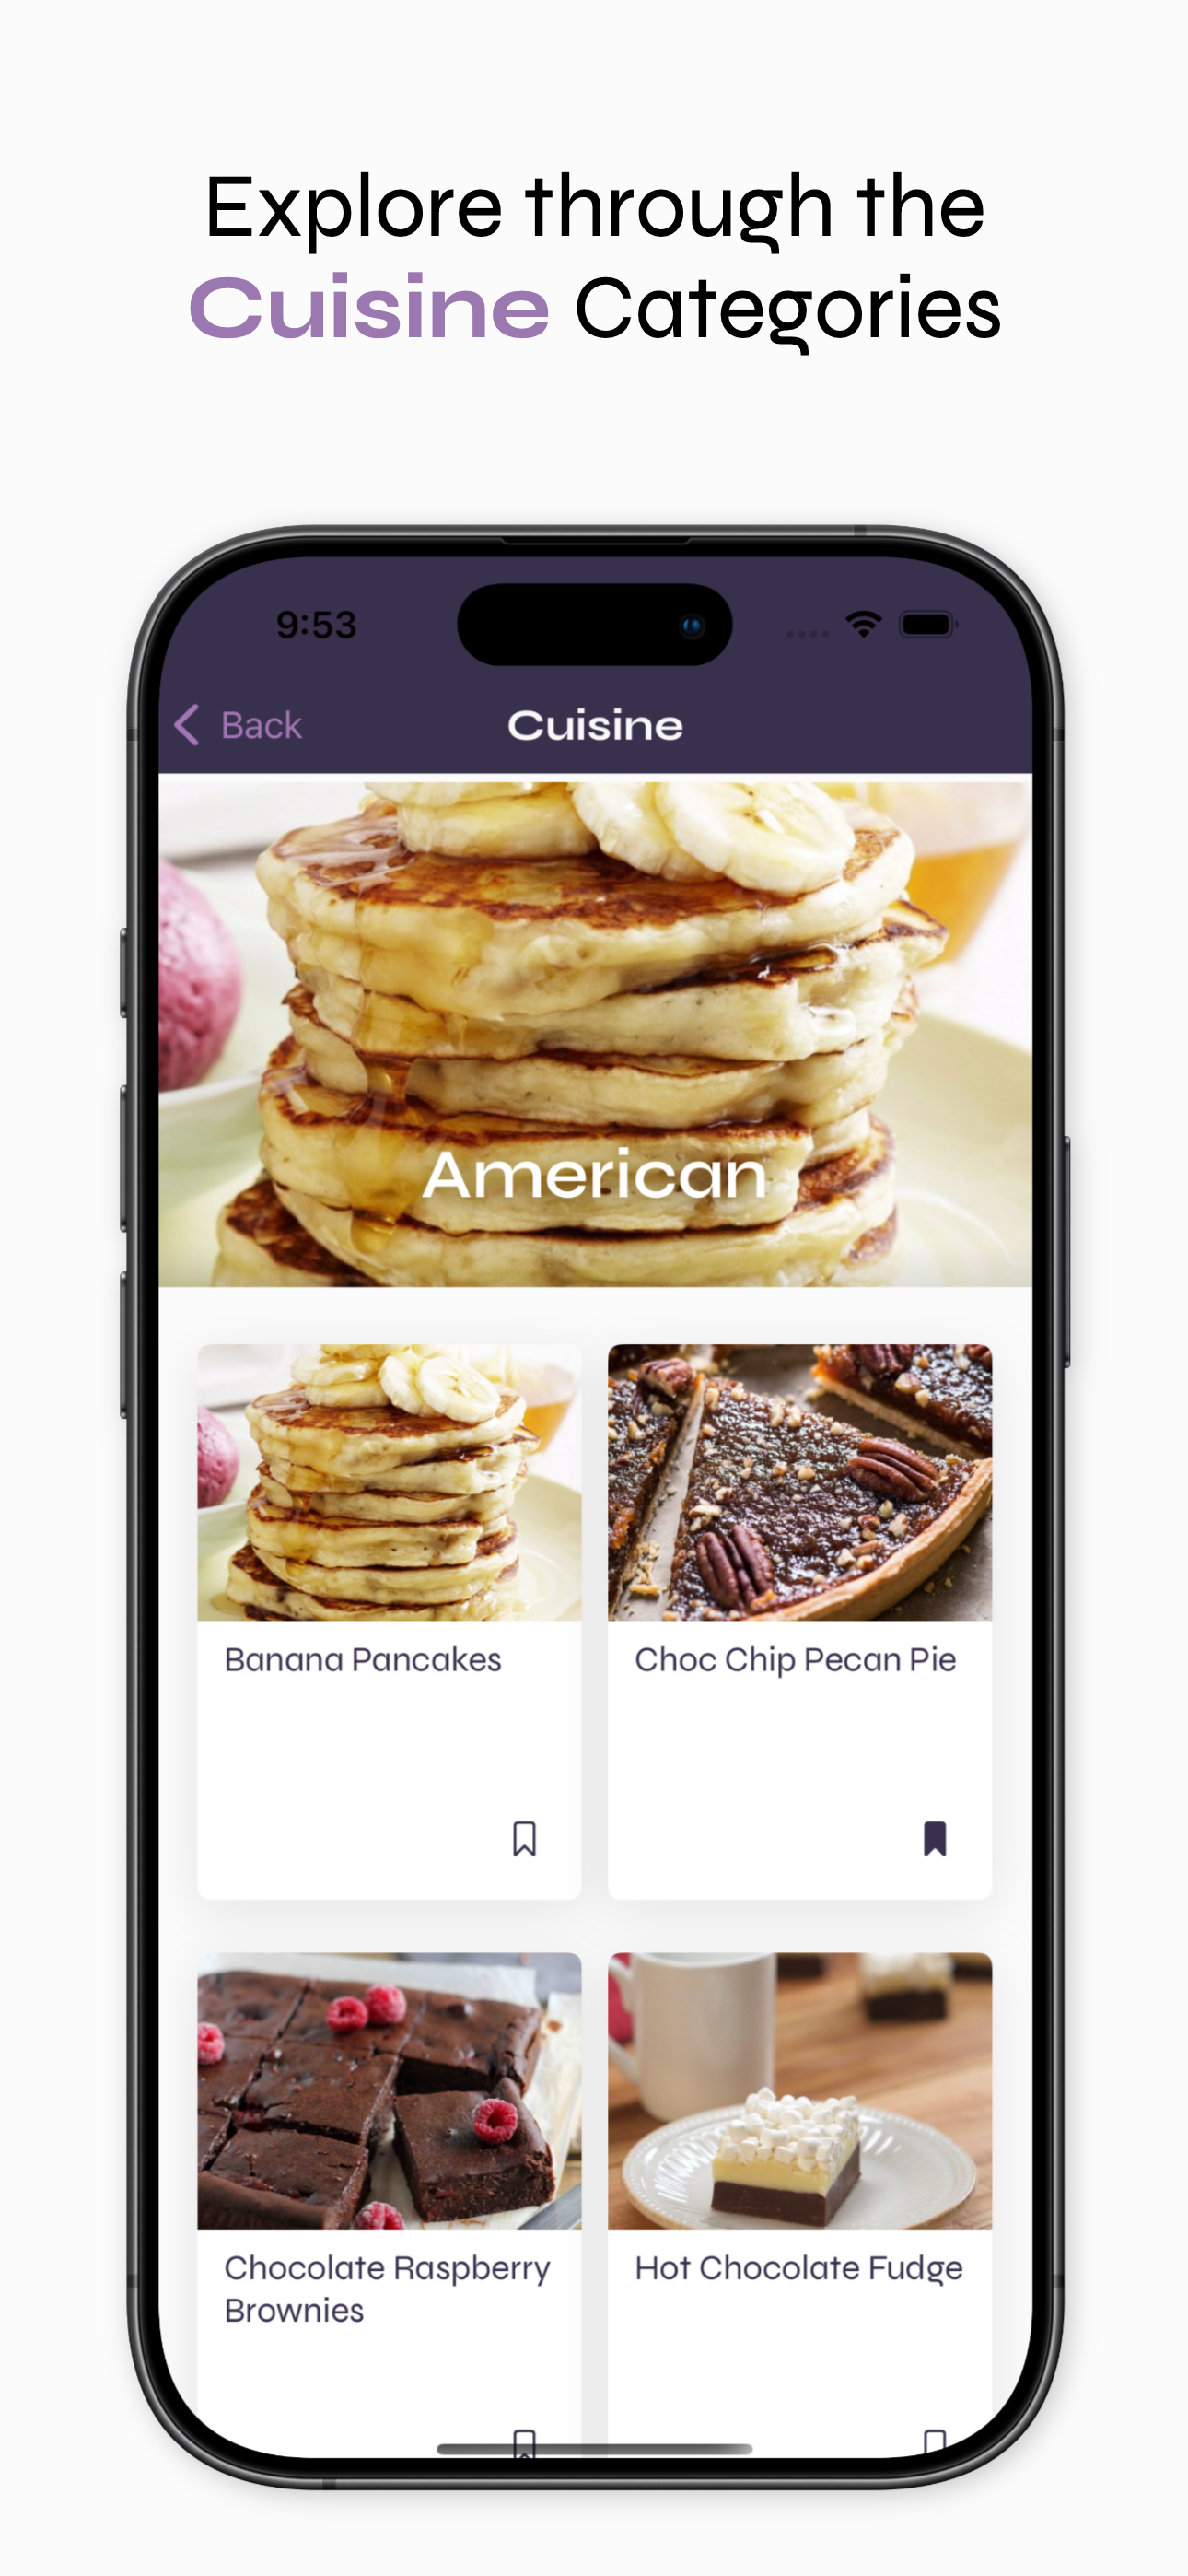 Explore through the
Cuisine Categories
9:53
Back
Cuisine
American
Banana Pancakes
Choc Chip Pecan Pie
Chocolate Raspberry
Brownies
Hot Chocolate Fudge